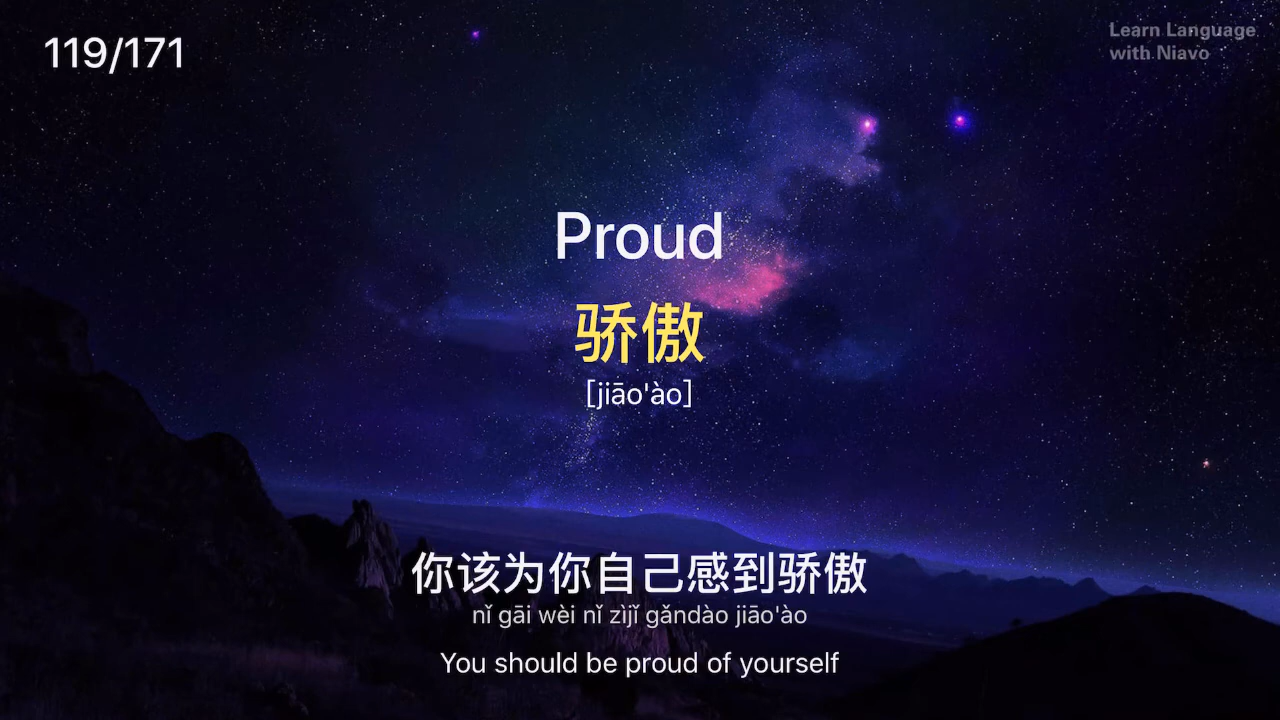 119/171
Learn Language
with Niavo
Proud
骄傲
[jiāo'ào]
你该为你自己感到骄傲
nǐ gāi wèi nǐ zìjǐ gǎndào jiāo'ào
You should be proud of yourself